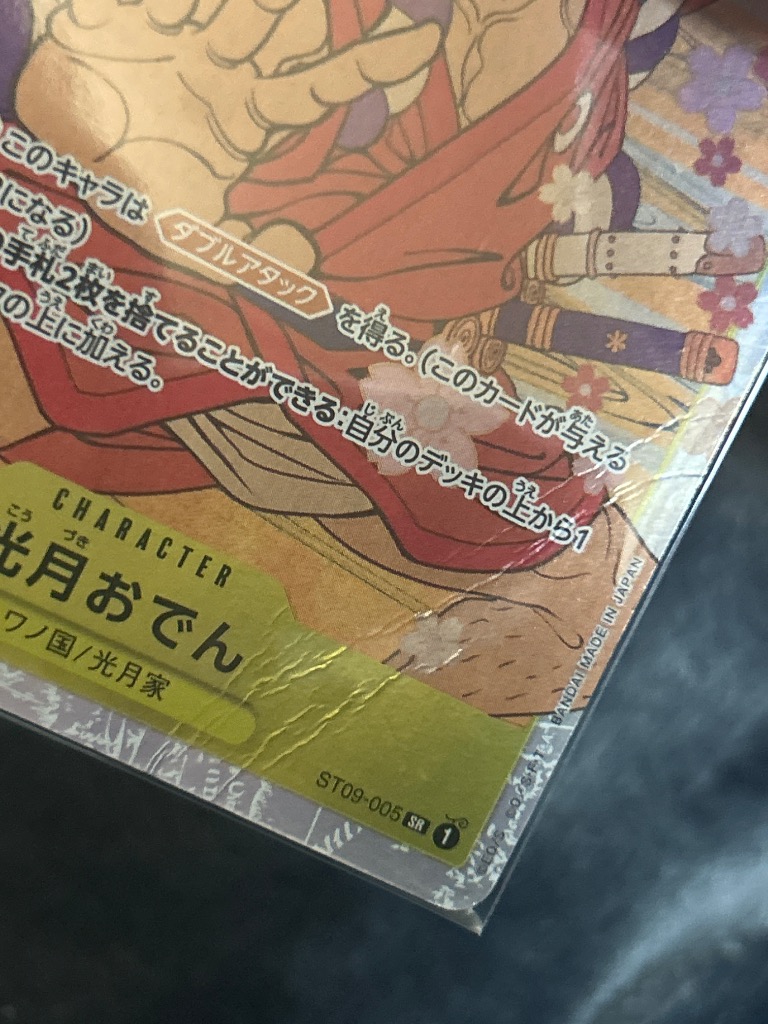 このキャラは ダブルアタック を得る。(このカードが与える
になる)
手札2枚を捨てることができる:自分のデッキの上から1
の上に加える。
CHARACTER
光月おでん
ワノ国/光月家
ST09-005 SR 1
BANDAI MADE IN JAPAN